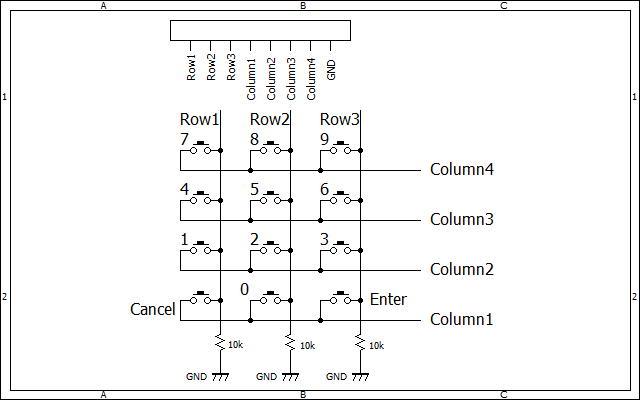 A B C
Row1 Row2 Row3 Column1 Column2 Column3 Column4 GND
1 1
Row1 Row2 Row3
7 8 9
Column4
4 5 6
Column3
1 2 3
Column2
0
2 2
Cancel Enter
Column1
10k 10k 10k
GND GND GND
A B C